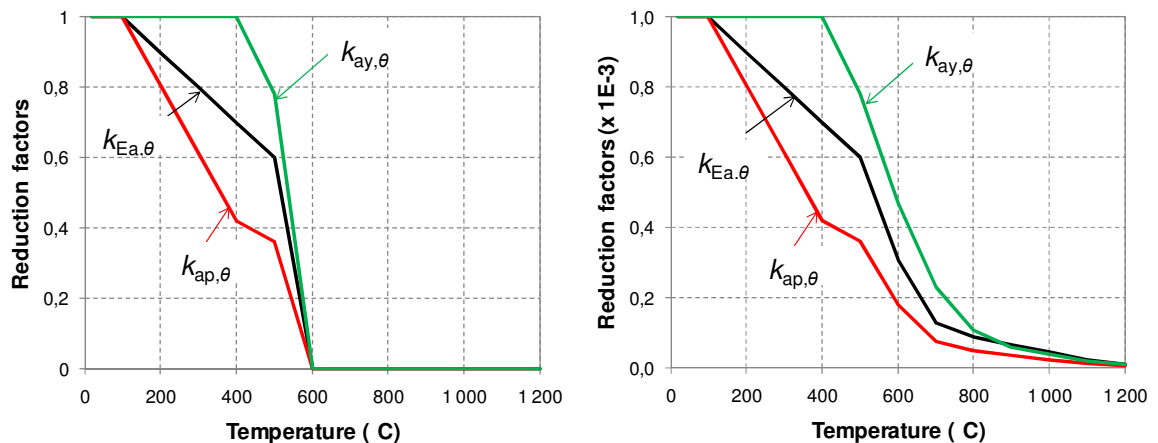 1
0,8
0,6
0,4
0,2
0
Reduction factors
k_ay,θ
k_Ea.θ
k_ap,θ
0 200 400 600 800 1 000 1 200
Temperature ( C)
1,0
0,8
0,6
0,4
0,2
0,0
Reduction factors (x 1E-3)
k_ay,θ
k_Ea.θ
k_ap,θ
0 200 400 600 800 1 000 1 200
Temperature ( C)